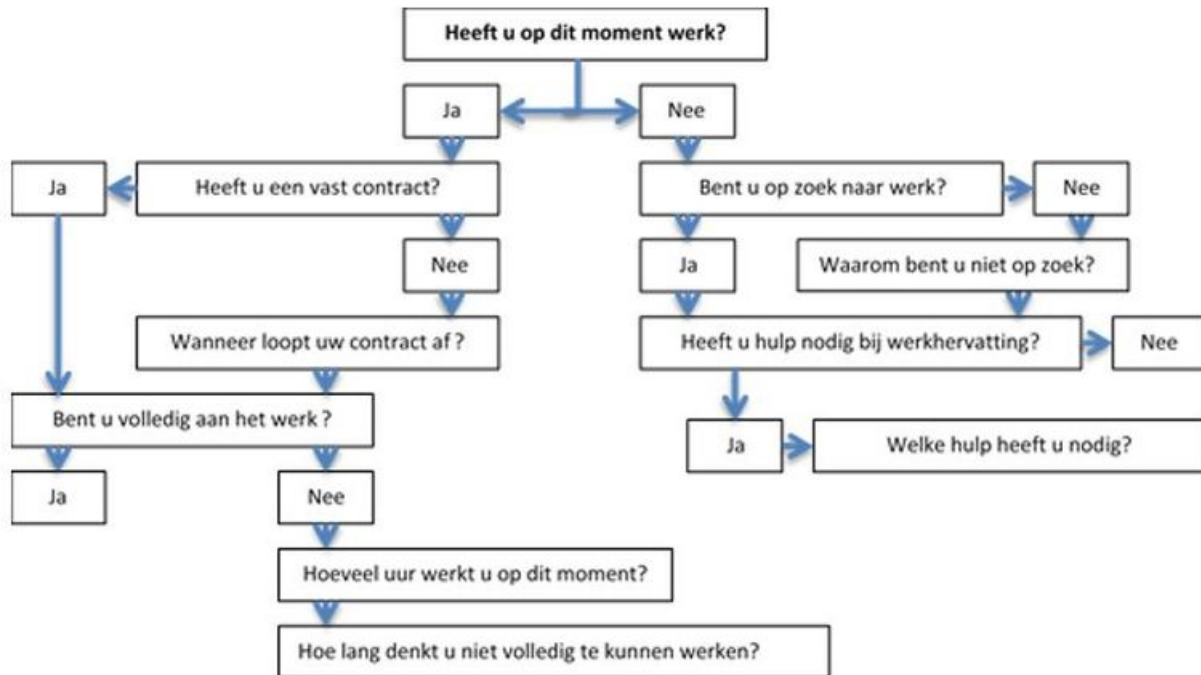 Heeft u op dit moment werk?
Ja
Nee
Ja
Heeft u een vast contract?
Bent u op zoek naar werk?
Nee
Nee
Ja
Waarom bent u niet op zoek?
Wanneer loopt uw contract af ?
Heeft u hulp nodig bij werkhervatting?
Nee
Bent u volledig aan het werk ?
Ja
Welke hulp heeft u nodig?
Ja
Nee
Hoeveel uur werkt u op dit moment?
Hoe lang denkt u niet volledig te kunnen werken?